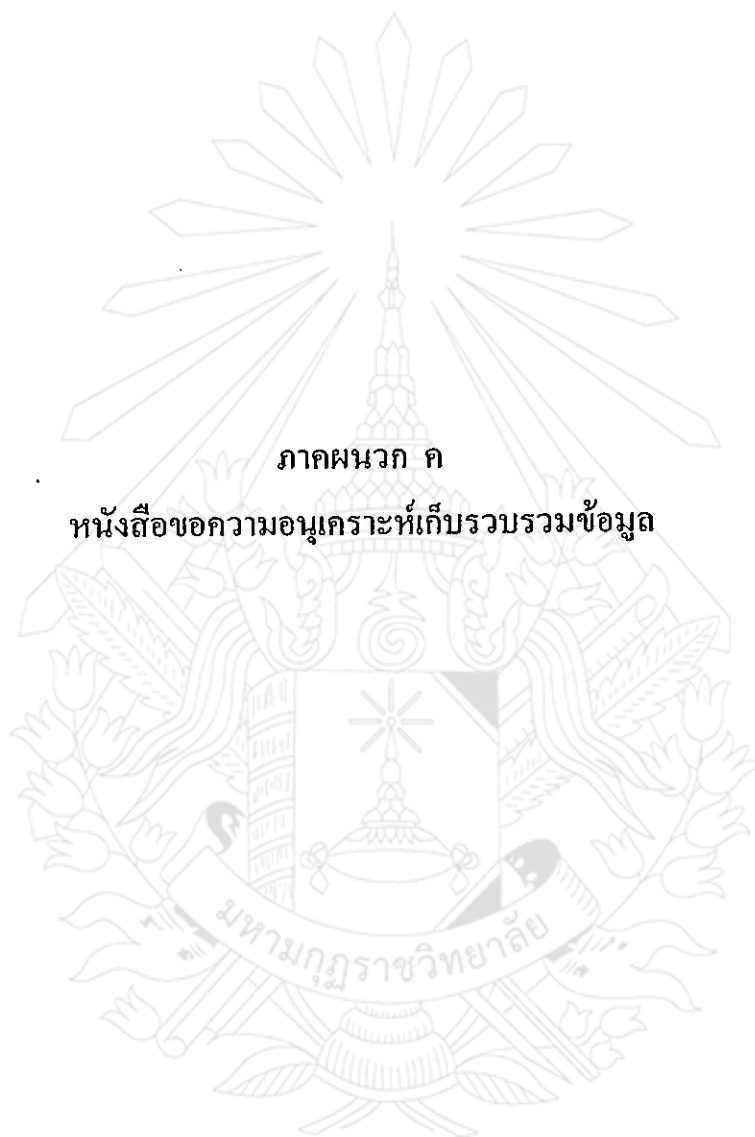 ภาคผนวก ค
หนังสือขอความอนุเคราะห์เก็บรวบรวมข้อมูล
มหามกุฏราชวิทยาลัย